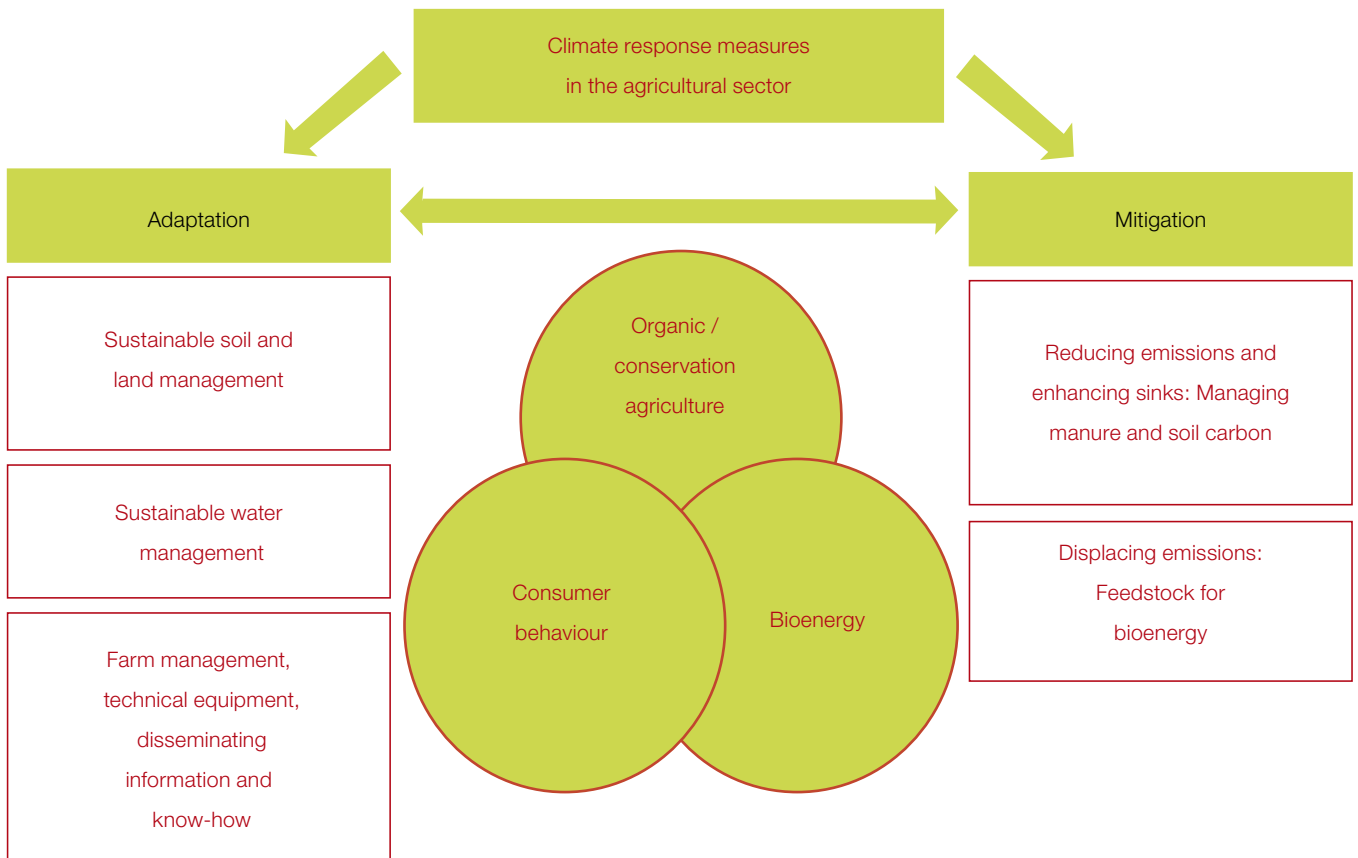 Climate response measures
in the agricultural sector
Adaptation
Mitigation
Sustainable soil and
land management
Sustainable water
management
Farm management,
technical equipment,
disseminating
information and
know-how
Organic /
conservation
agriculture
Consumer
behaviour
Bioenergy
Reducing emissions and
enhancing sinks: Managing
manure and soil carbon
Displacing emissions:
Feedstock for
bioenergy